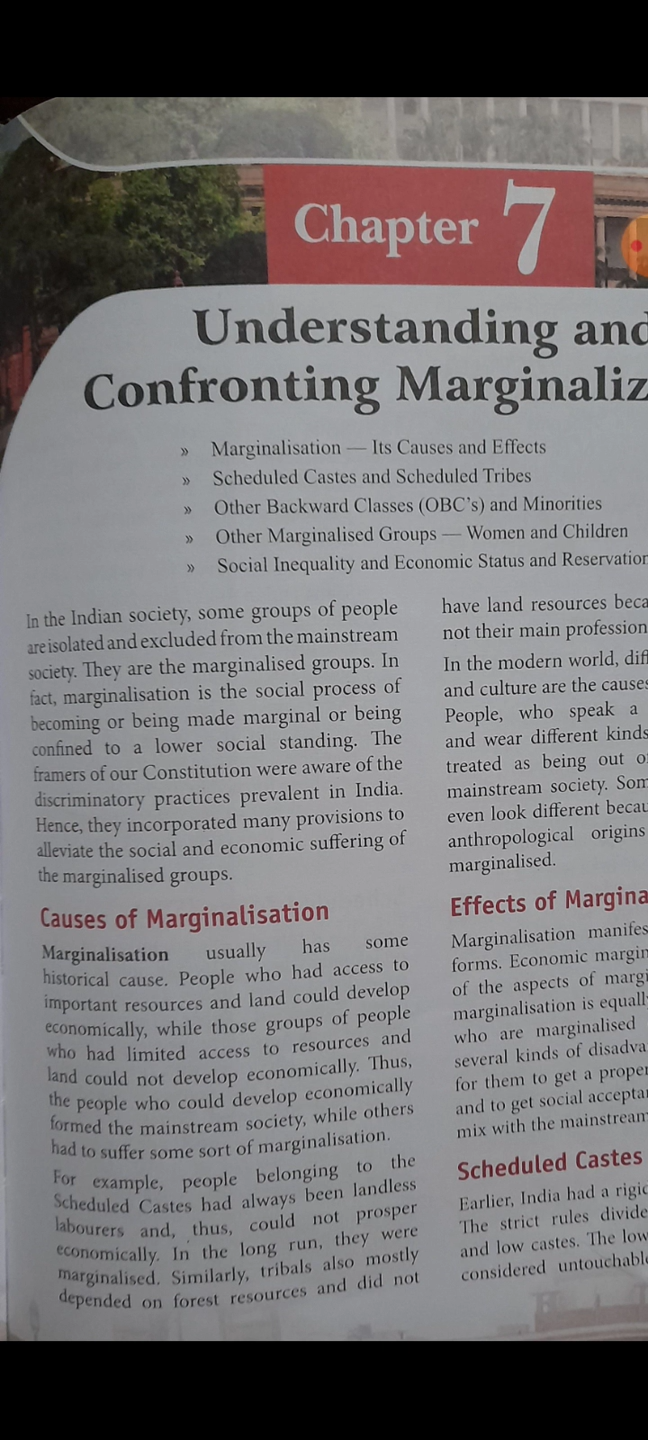 Chapter 7
Understanding and
Confronting Marginaliz
» Marginalisation — Its Causes and Effects
» Scheduled Castes and Scheduled Tribes
» Other Backward Classes (OBC's) and Minorities
» Other Marginalised Groups — Women and Children
» Social Inequality and Economic Status and Reservation
In the Indian society, some groups of people
are isolated and excluded from the mainstream
society. They are the marginalised groups. In
fact, marginalisation is the social process of
becoming or being made marginal or being
confined to a lower social standing. The
framers of our Constitution were aware of the
discriminatory practices prevalent in India.
Hence, they incorporated many provisions to
alleviate the social and economic suffering of
the marginalised groups.
Causes of Marginalisation
Marginalisation usually has some
historical cause. People who had access to
important resources and land could develop
economically, while those groups of people
who had limited access to resources and
land could not develop economically. Thus,
the people who could develop economically
formed the mainstream society, while others
had to suffer some sort of marginalisation.
For example, people belonging to the
Scheduled Castes had always been landless
labourers and, thus, could not prosper
economically. In the long run, they were
marginalised. Similarly, tribals also mostly
depended on forest resources and did not
have land resources beca
not their main profession
In the modern world, diff
and culture are the causes
People, who speak a
and wear different kinds
treated as being out o
mainstream society. Som
even look different becau
anthropological origins
marginalised.
Effects of Margina
Marginalisation manifes
forms. Economic margin
of the aspects of margi
marginalisation is equall
who are marginalised
several kinds of disadva
for them to get a proper
and to get social acceptan
mix with the mainstream
Scheduled Castes
Earlier, India had a rigid
The strict rules divide
and low castes. The low
considered untouchable